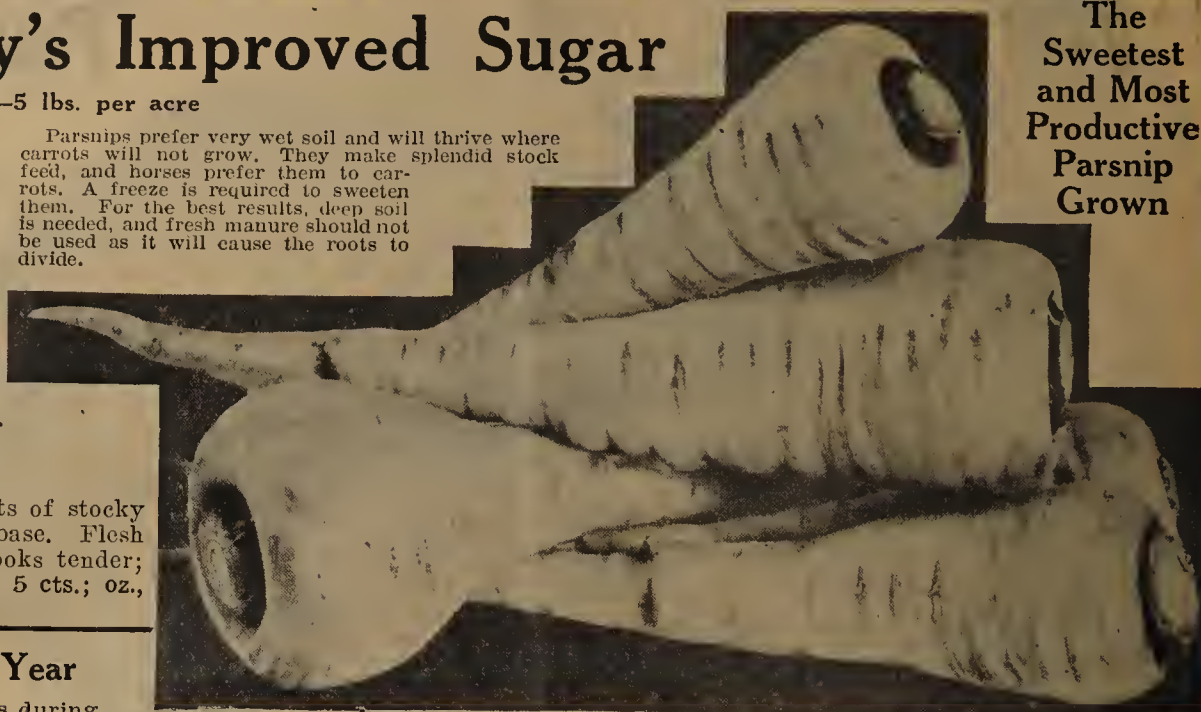 y's Improved Sugar
—5 lbs. per acre
Parsnips prefer very wet soil and will thrive where
carrots will not grow. They make splendid stock
feed, and horses prefer them to car-
rots. A freeze is required to sweeten
them. For the best results, deep soil
is needed, and fresh manure should not
be used as it will cause the roots to
divide.
The
Sweetest
and Most
Productive
Parsnip
Grown
ts of stocky
base. Flesh
ooks tender;
5 cts.; oz.,
Year
s during